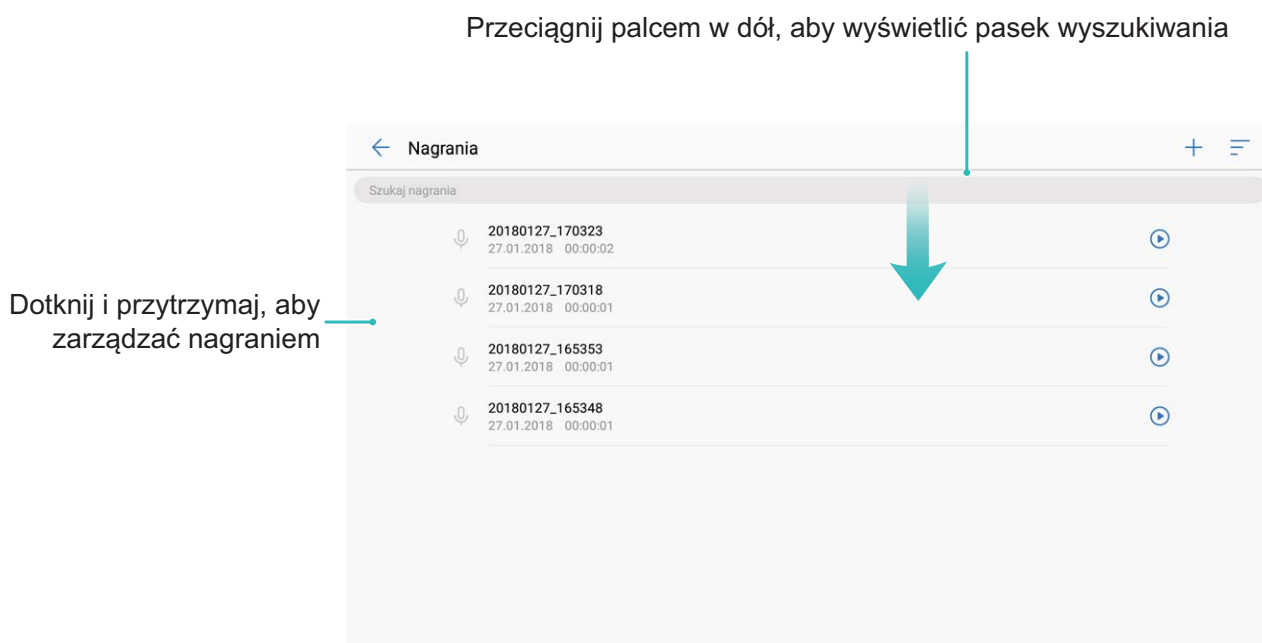 Przeciągnij palcem w dół, aby wyświetlić pasek wyszukiwania
Nagrania
Szukaj nagrania
20180127_170323
27.01.2018 00:00:02
20180127_170318
27.01.2018 00:00:01
Dotknij i przytrzymaj, aby
zarządzać nagraniem
20180127_165353
27.01.2018 00:00:01
20180127_165348
27.01.2018 00:00:01